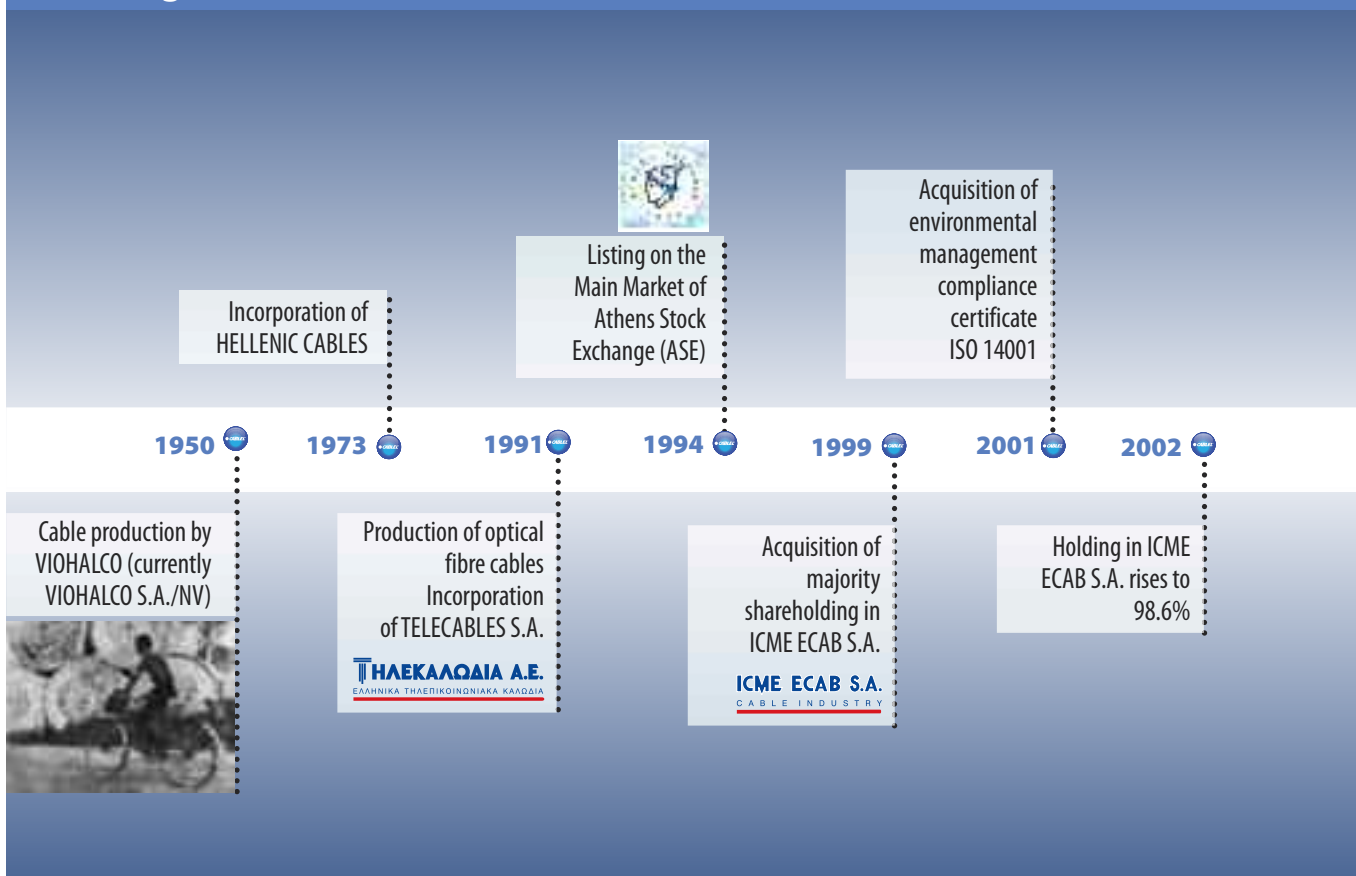 Incorporation of
HELLENIC CABLES
Listing on the
Main Market of
Athens Stock
Exchange (ASE)
Acquisition of
environmental
management
compliance
certificate
ISO 14001
1950
1973
1991
1994
1999
2001
2002
Cable production by
VIOHALCO (currently
VIOHALCO S.A./NV)
Production of optical
fibre cables
Incorporation
of TELECABLES S.A.
ΤΗΛΕΚΑΛΩΔΙΑ Α.Ε.
ΕΛΛΗΝΙΚΑ ΤΗΛΕΠΙΚΟΙΝΩΝΙΑΚΑ ΚΑΛΩΔΙΑ
Acquisition of
majority
shareholding in
ICME ECAB S.A.
ICME ECAB S.A.
CABLE INDUSTRY
Holding in ICME
ECAB S.A. rises to
98.6%